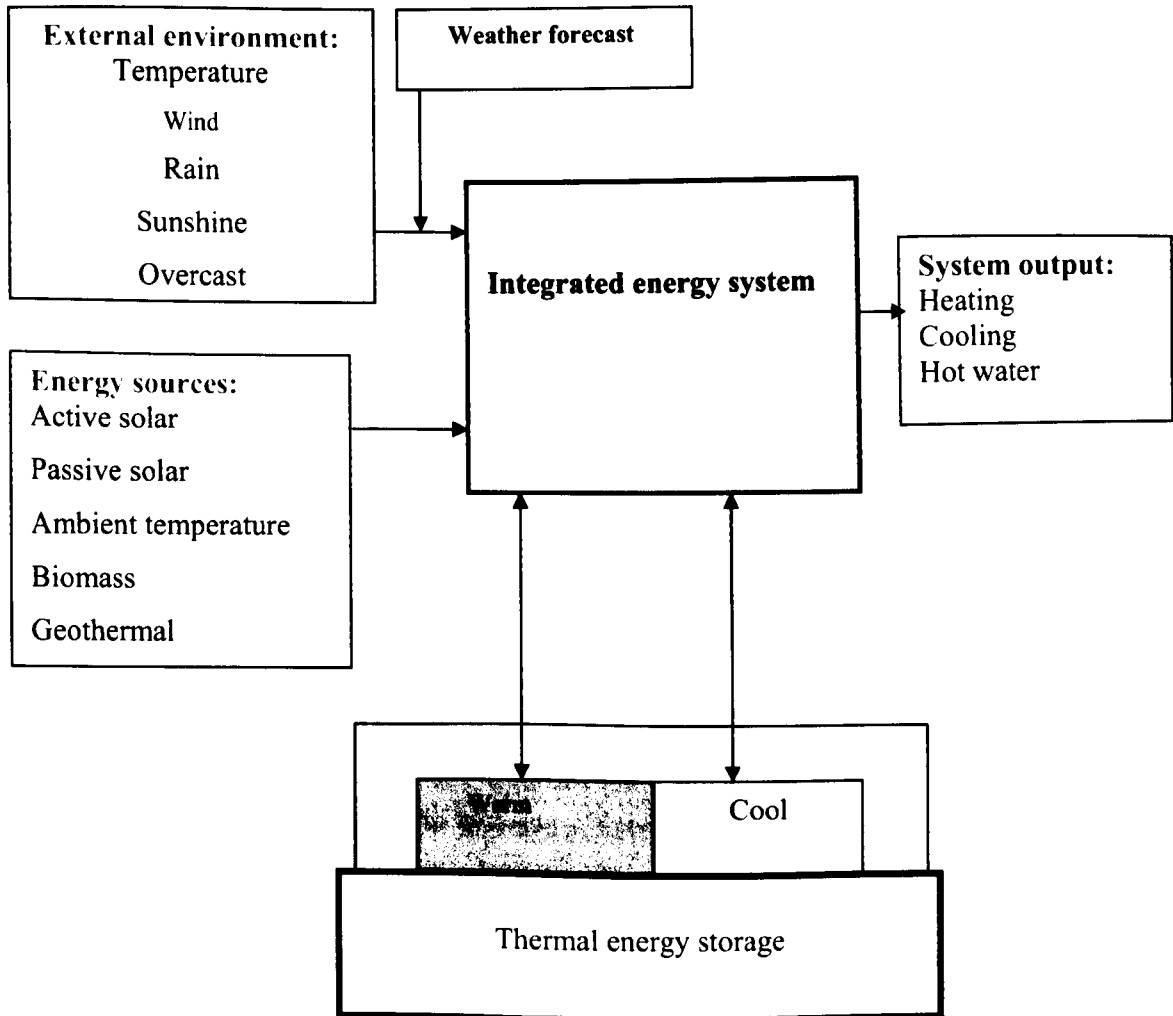 External environment:
Temperature
Wind
Rain
Sunshine
Overcast
Weather forecast
Integrated energy system
System output:
Heating
Cooling
Hot water
Energy sources:
Active solar
Passive solar
Ambient temperature
Biomass
Geothermal
Warm
Cool
Thermal energy storage